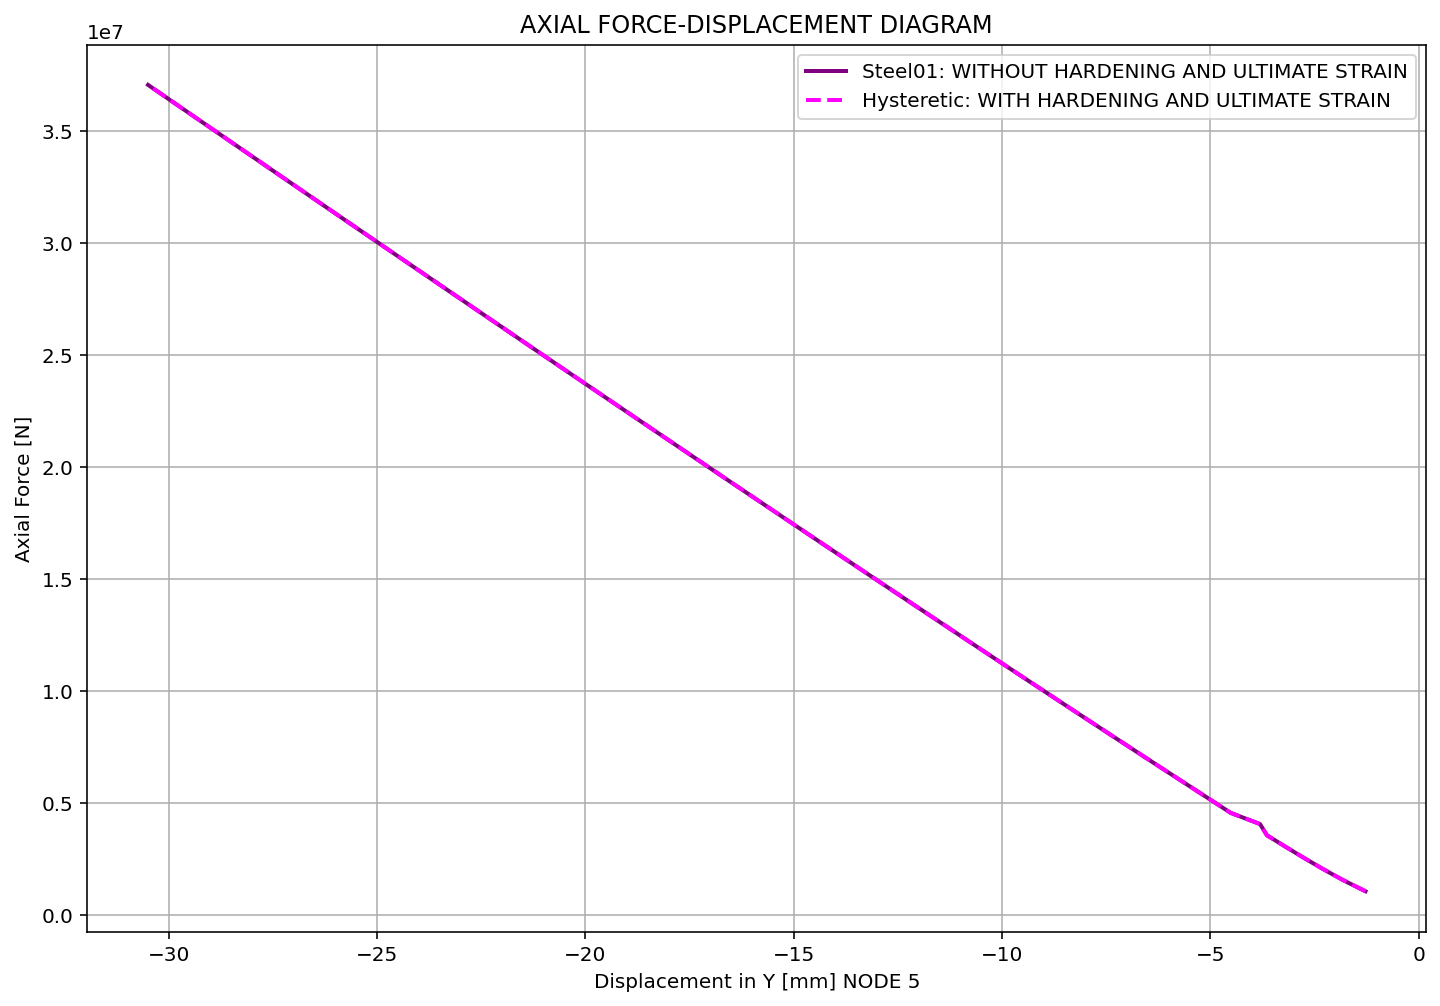 AXIAL FORCE-DISPLACEMENT DIAGRAM
1e7
Steel01: WITHOUT HARDENING AND ULTIMATE STRAIN
Hysteretic: WITH HARDENING AND ULTIMATE STRAIN
3.5
3.0
2.5
2.0
1.5
1.0
0.5
0.0
Axial Force [N]
−30 −25 −20 −15 −10 −5 0
Displacement in Y [mm] NODE 5